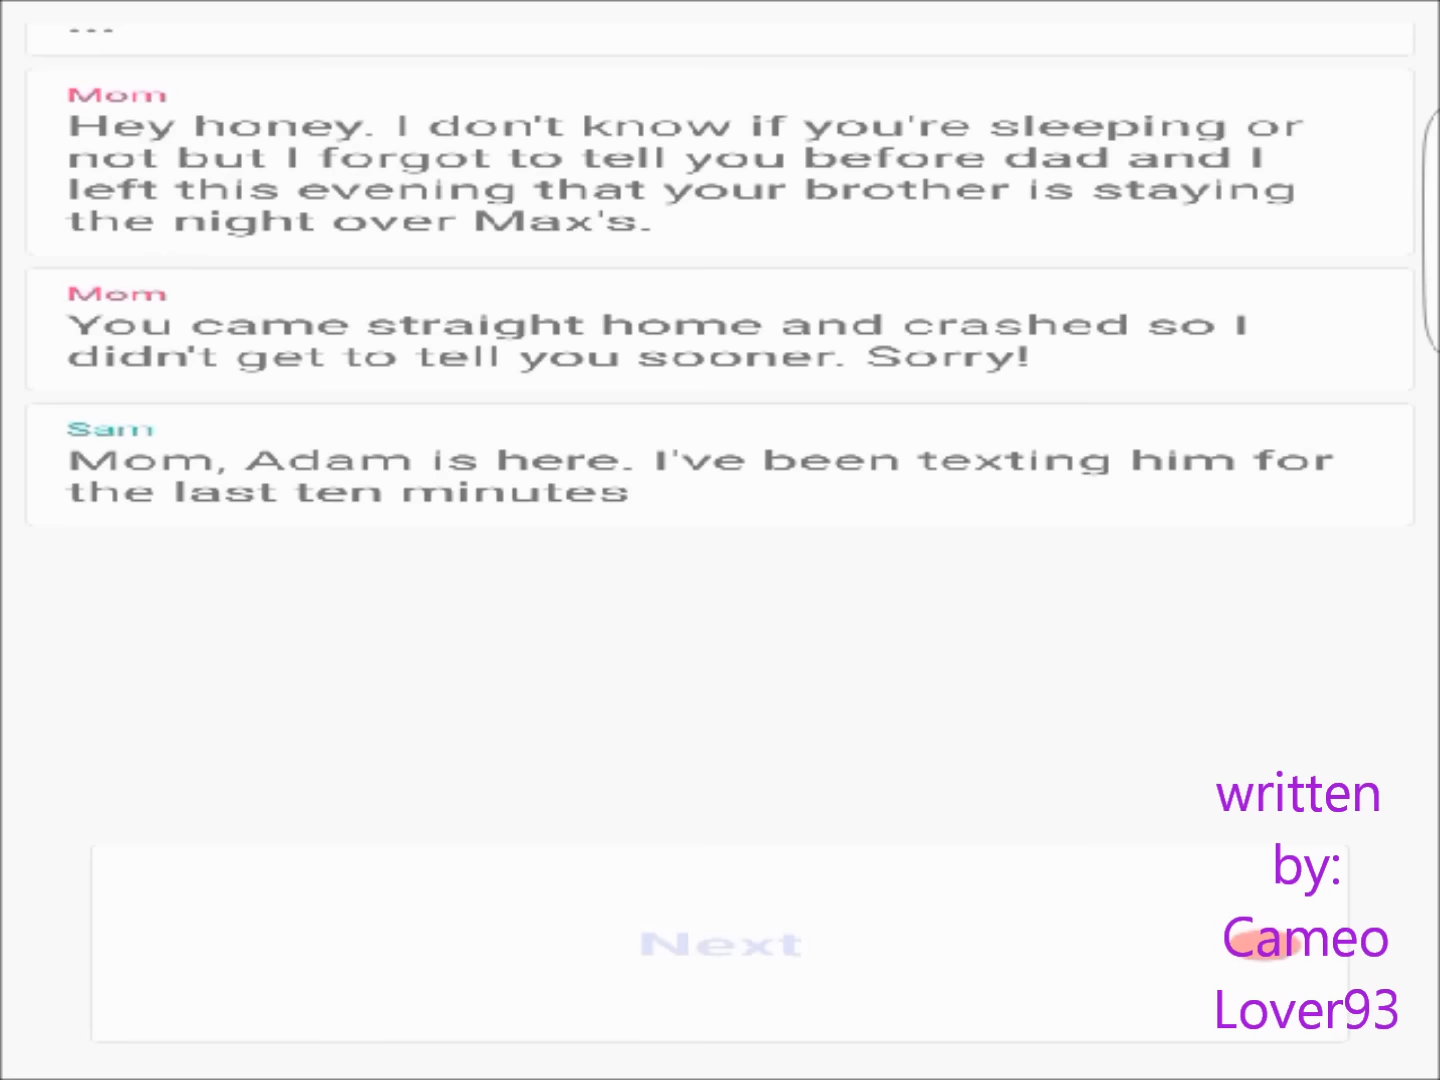 ...
Mom
Hey honey. I don't know if you're sleeping or
not but I forgot to tell you before dad and I
left this evening that your brother is staying
the night over Max's.
Mom
You came straight home and crashed so I
didn't get to tell you sooner. Sorry!
Sam
Mom, Adam is here. I've been texting him for
the last ten minutes
Next
written
by:
Cameo
Lover93